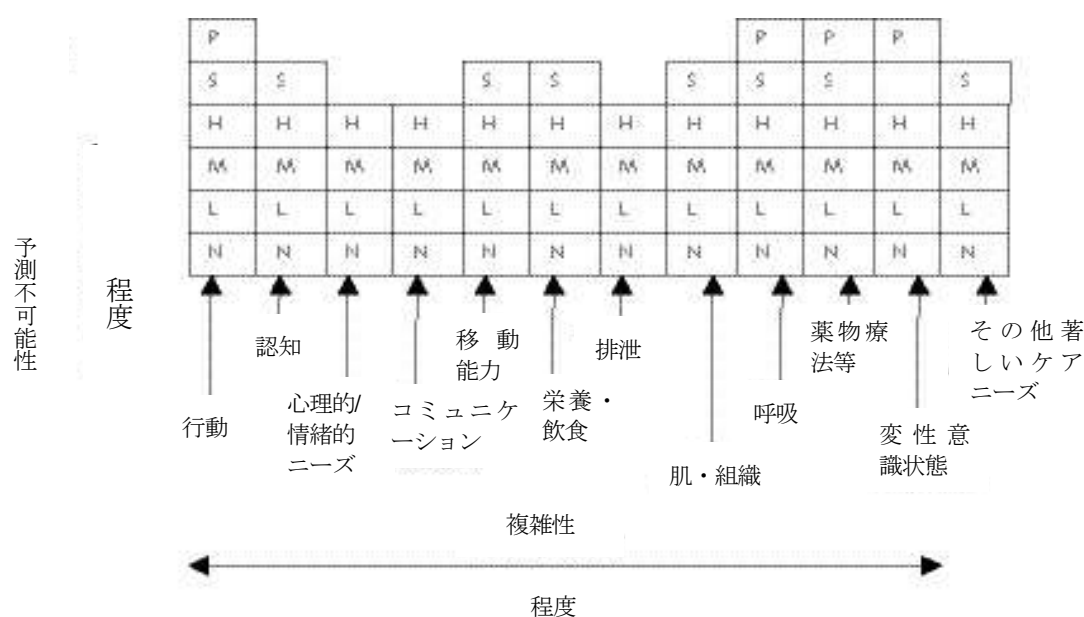 P P P P
S S S S S S S S
H H H H H H H H H H H H
M M M M M M M M M M M M
L L L L L L L L L L L L
N N N N N N N N N N N N
予測不可能性
程度
行動
認知
心理的/
情緒的
ニーズ
コミュニケ
ーション
移動
能力
栄養・
飲食
排泄
肌・組織
呼吸
薬物療
法等
変性意
識状態
その他著
しいケア
ニーズ
複雑性
程度